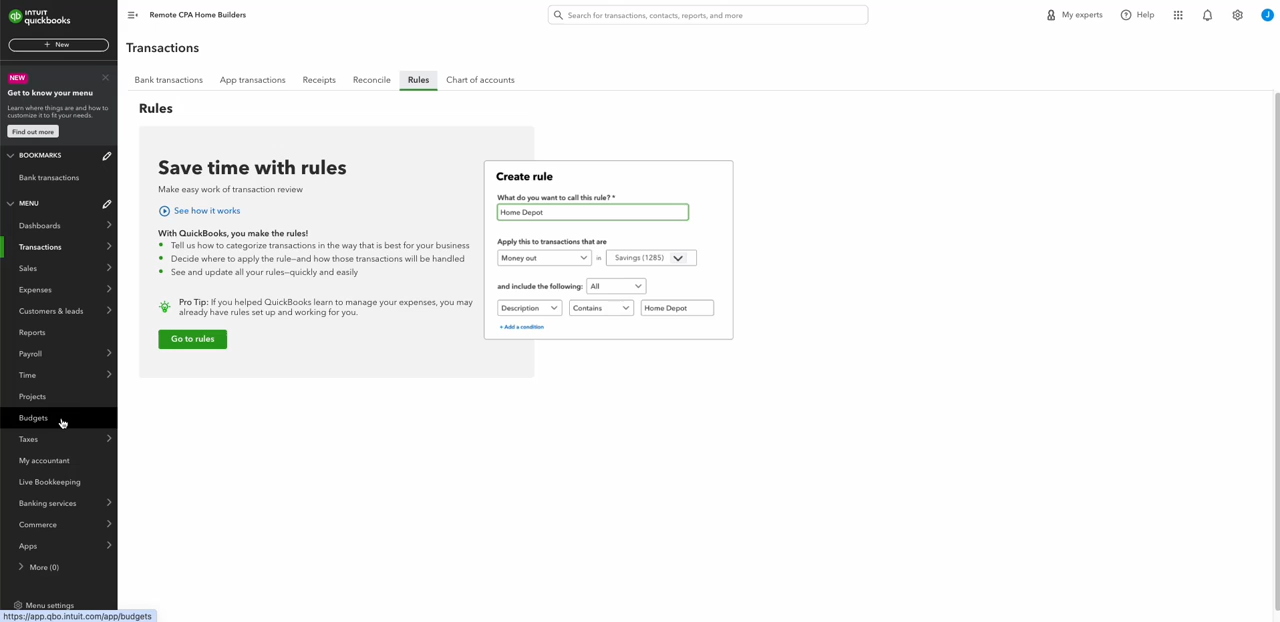 INTUIT
quickbooks
Remote CPA Home Builders
Search for transactions, contacts, reports, and more
My experts
Help
J
+ New
NEW
Get to know your menu
Learn where things are and how to
customize it to fit your needs.
Find out more
BOOKMARKS
Bank transactions
MENU
Dashboards
Transactions
Sales
Expenses
Customers & leads
Reports
Payroll
Time
Projects
Budgets
Taxes
My accountant
Live Bookkeeping
Banking services
Commerce
Apps
More (0)
Menu settings
https://app.qbo.intuit.com/app/budgets
Transactions
Bank transactions
App transactions
Receipts
Reconcile
Rules
Chart of accounts
Rules
Save time with rules
Make easy work of transaction review
See how it works
With QuickBooks, you make the rules!
Tell us how to categorize transactions in the way that is best for your business
Decide where to apply the rule—and how those transactions will be handled
See and update all your rules—quickly and easily
Pro Tip: If you helped QuickBooks learn to manage your expenses, you may
already have rules set up and working for you.
Go to rules
Create rule
What do you want to call this rule? *
Home Depot
Apply this to transactions that are
Money out in Savings (1285)
and include the following: All
Description Contains Home Depot
+ Add a condition